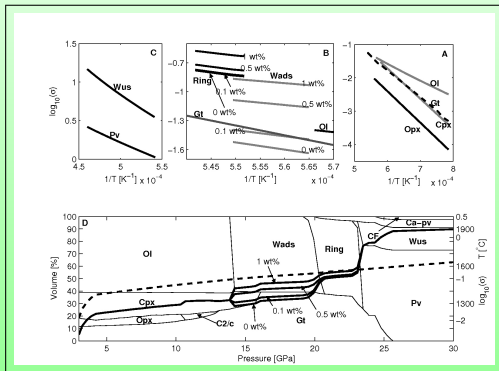 C
B
A
log₁₀(σ)
1.5
1
0.5
0
Wus
Pv
4.5
5
5.5
1/T [K⁻¹]
x 10⁻⁴
−0.7
−1
−1.3
−1.6
1 wt%
0.5 wt%
Ring
Wads
0.1 wt%
1 wt%
0 wt%
0.5 wt%
Gt
Ol
0.1 wt%
0 wt%
5.45
5.5
5.55
5.6
5.65
5.70
1/T [K⁻¹]
x 10⁻⁴
−1
−2
−3
−4
Ol
Gt
Cpx
Opx
5
6
7
8
1/T [K⁻¹]
x 10⁻⁴
D
Volume [%]
100
90
80
70
60
50
40
30
20
10
0
Ol
Wads
Ring
CF
Ca-pv
Wus
1 wt%
Cpx
Opx
C2/c
0 wt%
0.1 wt%
Gt
0.5 wt%
Pv
5
10
15
20
25
30
Pressure [GPa]
0.5
0
−1
−2
log₁₀(σ)
1900
1600
1300
T [°C]